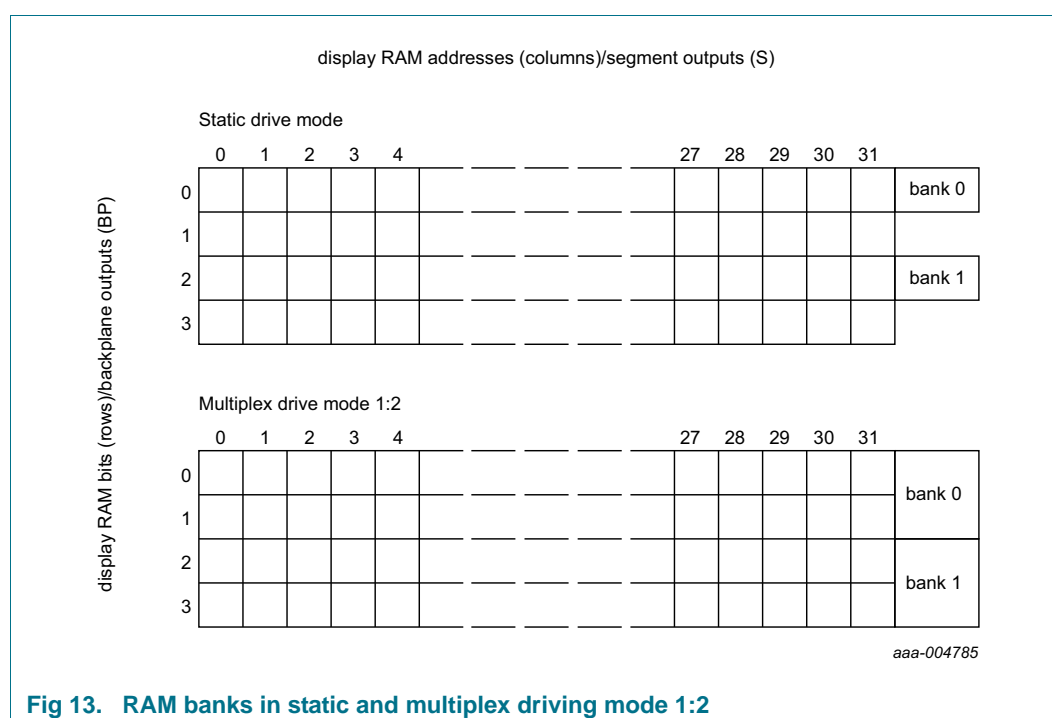 display RAM addresses (columns)/segment outputs (S)
Static drive mode
0 1 2 3 4 27 28 29 30 31
0 bank 0
1
2 bank 1
3
display RAM bits (rows)/backplane outputs (BP)
Multiplex drive mode 1:2
0 1 2 3 4 27 28 29 30 31
0
bank 0
1
2
bank 1
3
aaa-004785
Fig 13. RAM banks in static and multiplex driving mode 1:2